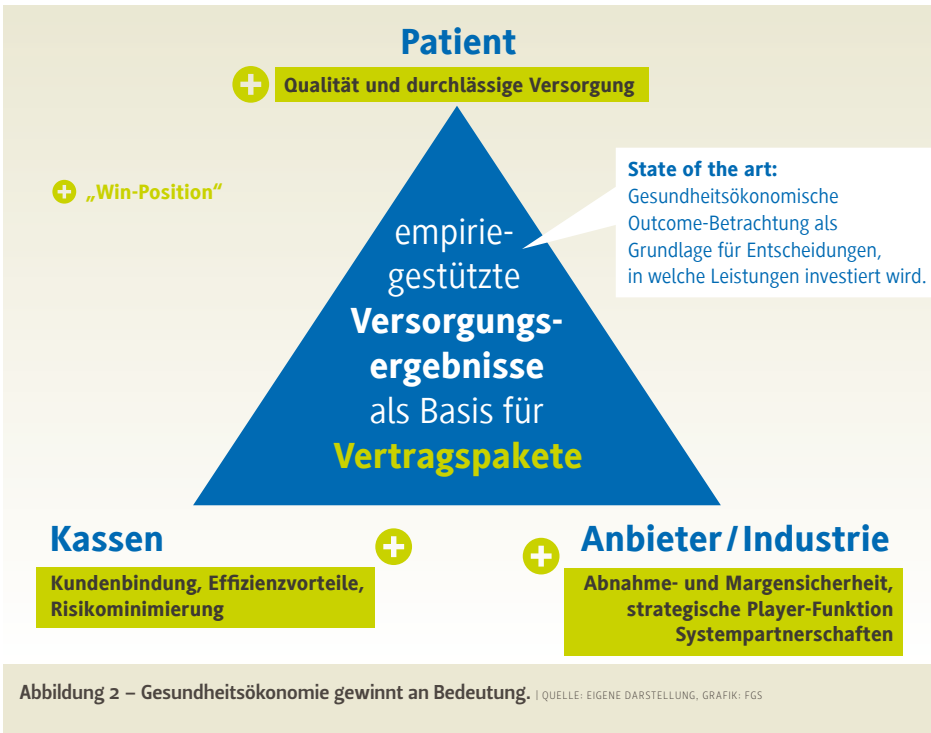 Patient
Qualität und durchlässige Versorgung
„Win-Position“
State of the art:
Gesundheitsökonomische
Outcome-Betrachtung als
Grundlage für Entscheidungen,
in welche Leistungen investiert wird.
empirie-
gestützte
Versorgungs-
ergebnisse
als Basis für
Vertragspakete
Kassen
Kundenbindung, Effizienzvorteile,
Risikominimierung
Anbieter/Industrie
Abnahme- und Margensicherheit,
strategische Player-Funktion
Systempartnerschaften
Abbildung 2 – Gesundheitsökonomie gewinnt an Bedeutung. | QUELLE: EIGENE DARSTELLUNG, GRAFIK: FGS